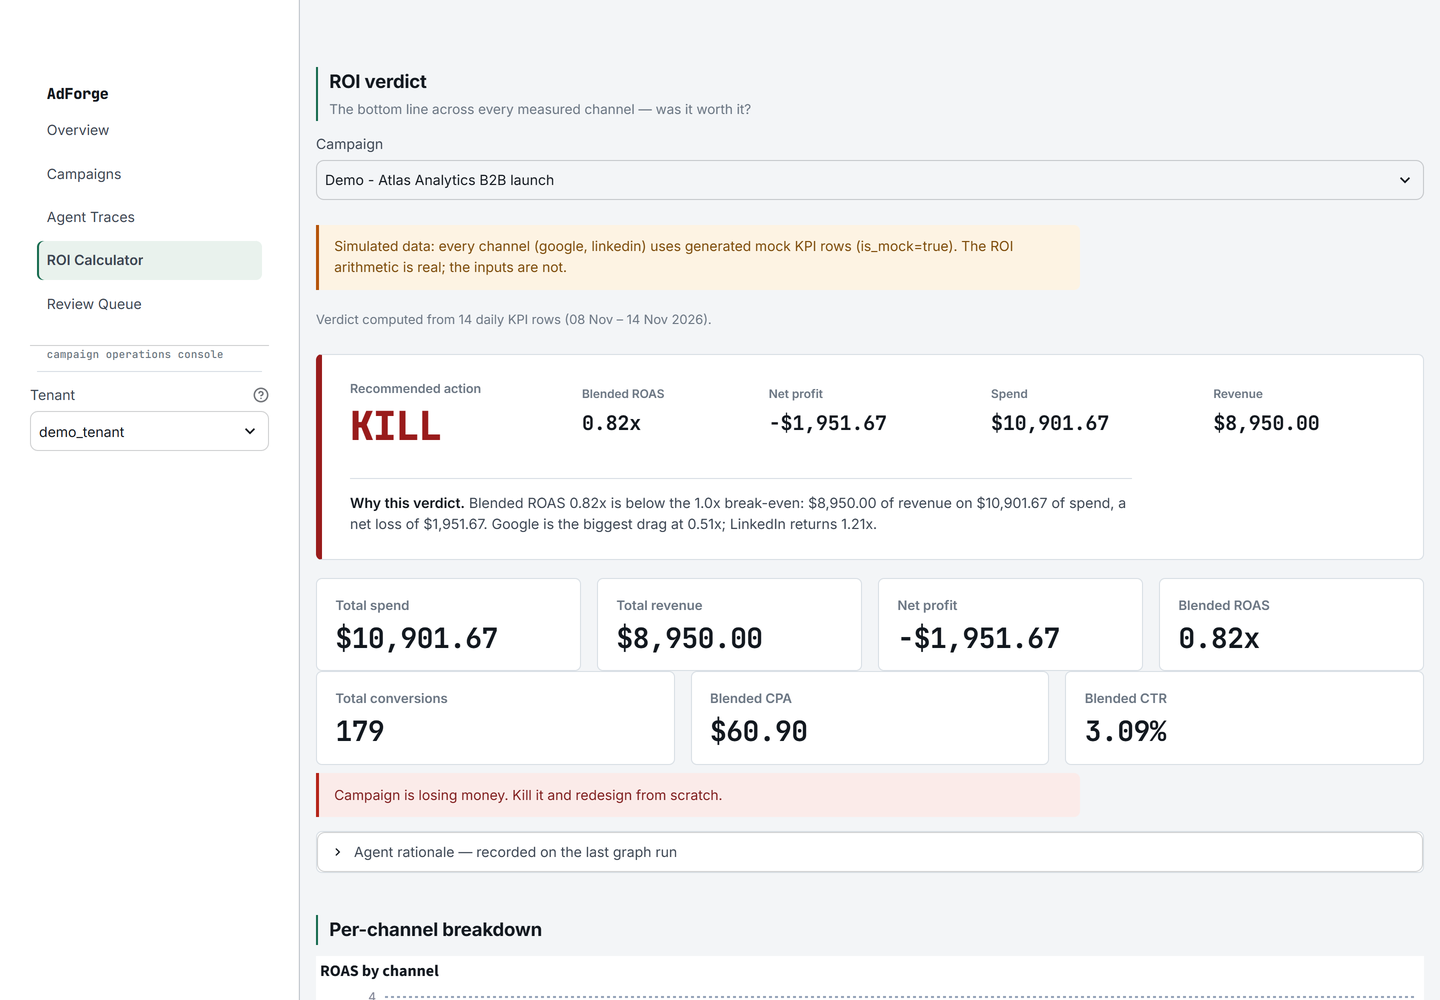 AdForge
Overview
Campaigns
Agent Traces
ROI Calculator
Review Queue
campaign operations console
Tenant
demo_tenant
ROI verdict
The bottom line across every measured channel — was it worth it?
Campaign
Demo - Atlas Analytics B2B launch
Simulated data: every channel (google, linkedin) uses generated mock KPI rows (is_mock=true). The ROI
arithmetic is real; the inputs are not.
Verdict computed from 14 daily KPI rows (08 Nov – 14 Nov 2026).
Recommended action
KILL
Blended ROAS
0.82x
Net profit
-$1,951.67
Spend
$10,901.67
Revenue
$8,950.00
Why this verdict. Blended ROAS 0.82x is below the 1.0x break-even: $8,950.00 of revenue on $10,901.67 of spend, a
net loss of $1,951.67. Google is the biggest drag at 0.51x; LinkedIn returns 1.21x.
Total spend
$10,901.67
Total revenue
$8,950.00
Net profit
-$1,951.67
Blended ROAS
0.82x
Total conversions
179
Blended CPA
$60.90
Blended CTR
3.09%
Campaign is losing money. Kill it and redesign from scratch.
Agent rationale — recorded on the last graph run
Per-channel breakdown
ROAS by channel
4